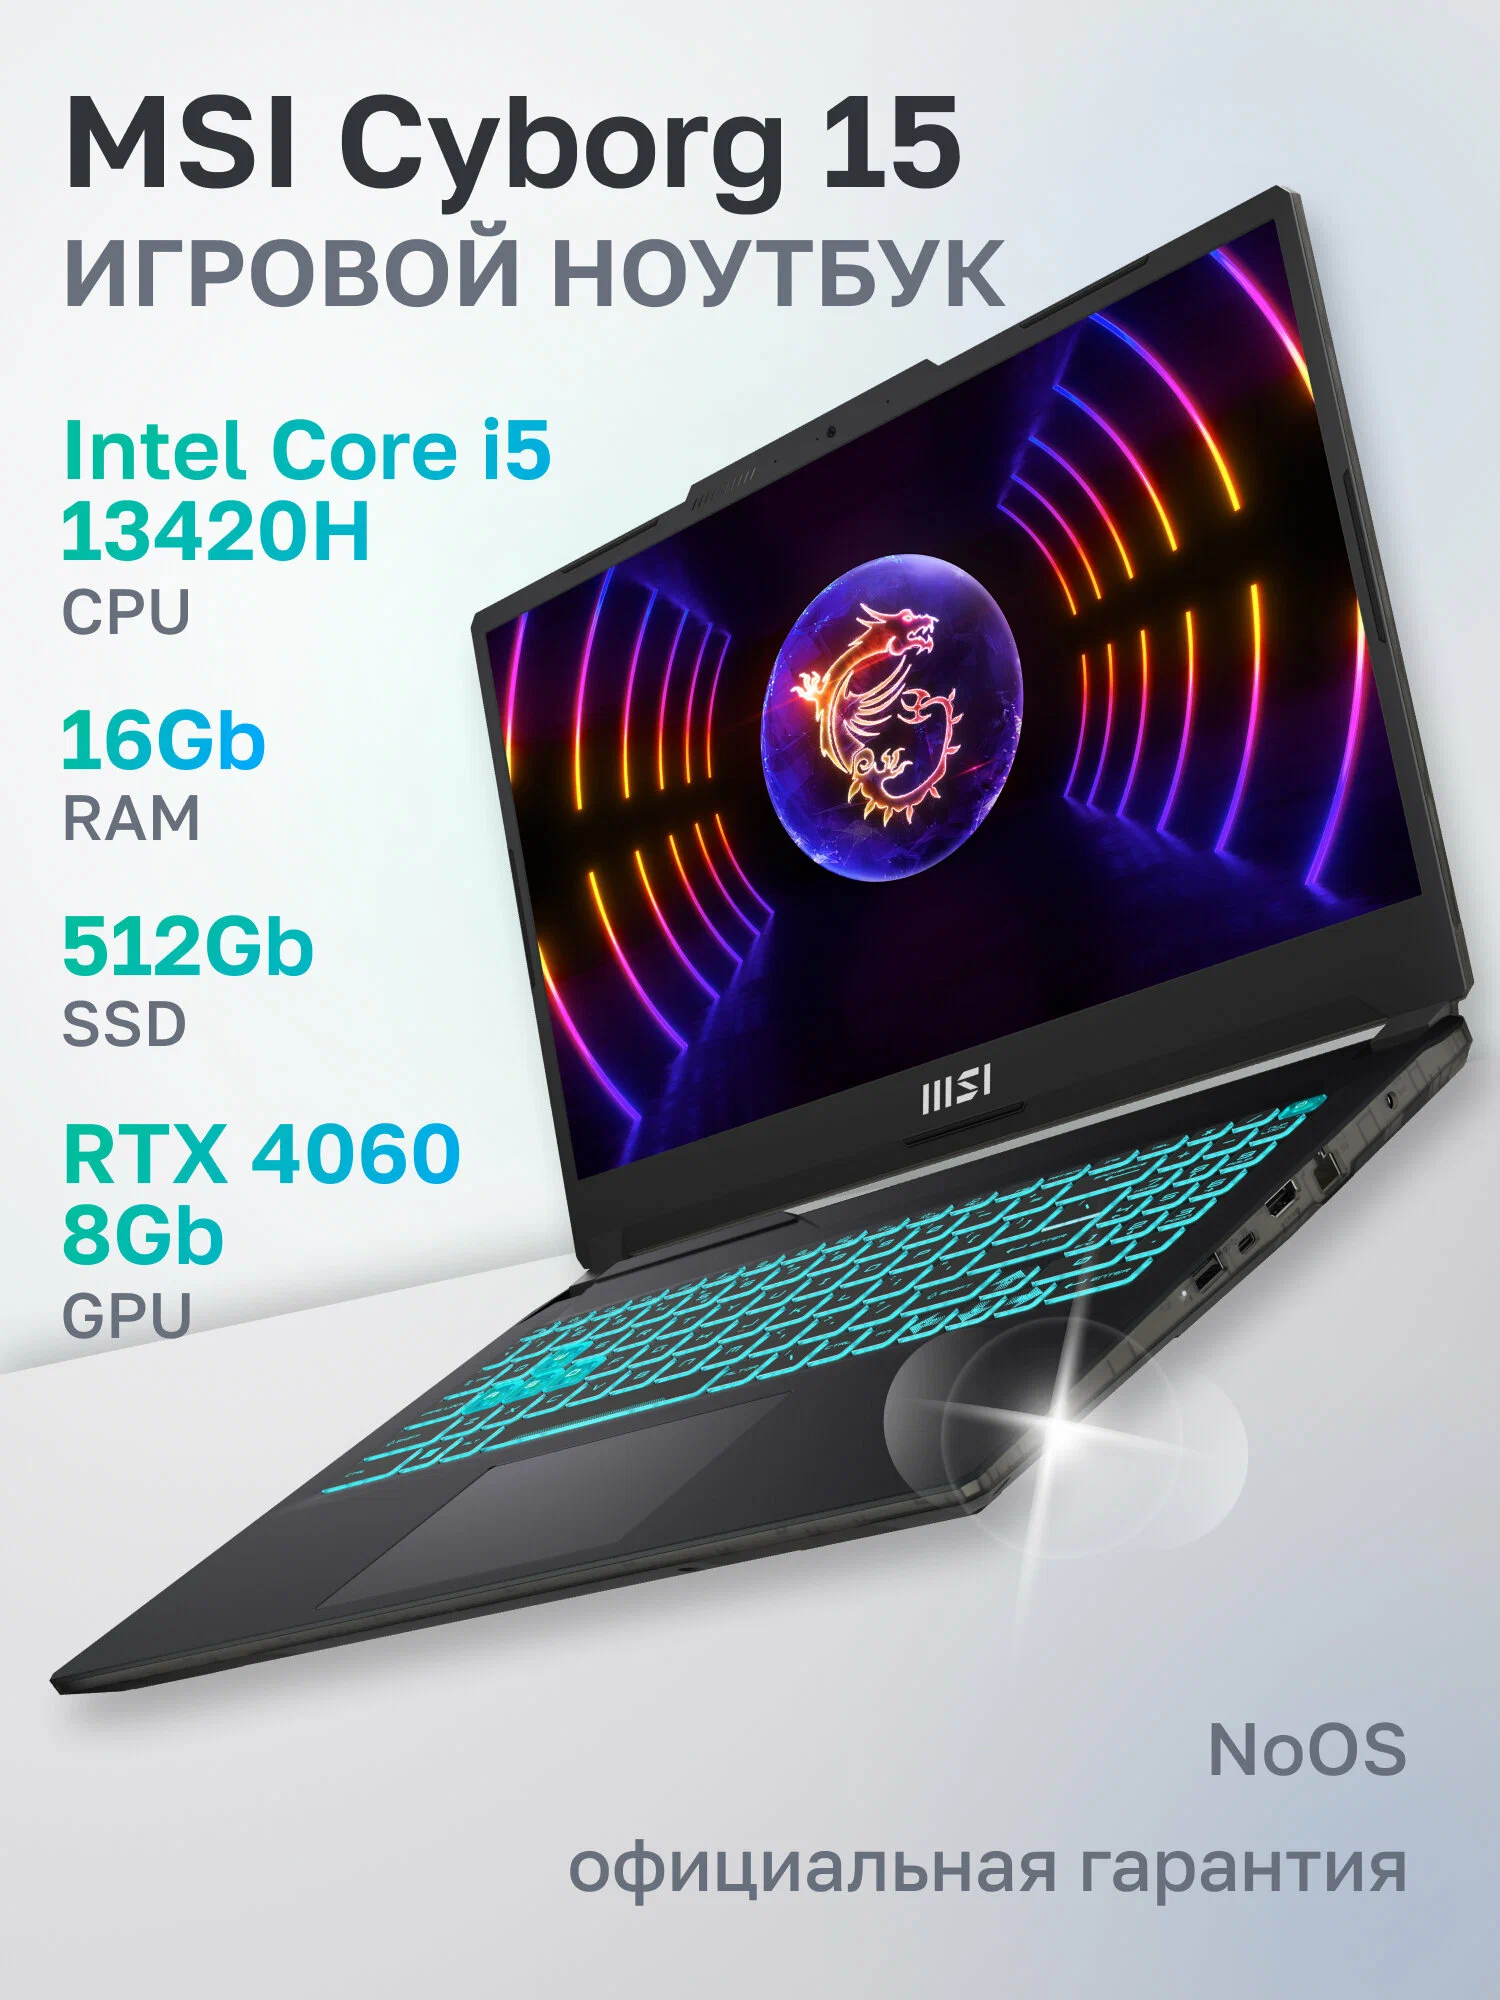 MSI Cyborg 15
ИГРОВОЙ НОУТБУК
Intel Core i5
13420H
CPU
16Gb
RAM
512Gb
SSD
RTX 4060
8Gb
GPU
msi
NoOS
официальная гарантия